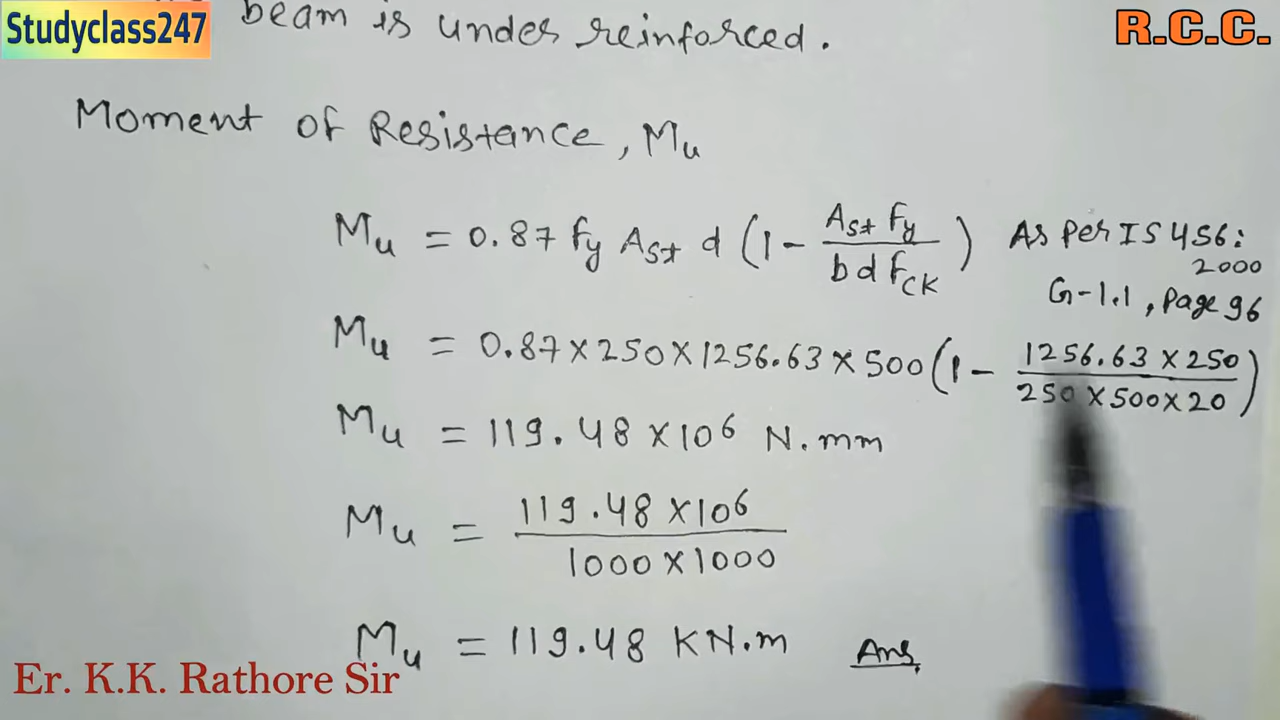 Studyclass247
R.C.C.
beam is under reinforced.
Moment of Resistance, Mu
Mu = 0.87 fy Ast d (1 - Ast fy / b d fCK)
As per IS 456:
2000
G-1.1, page 96
Mu = 0.87 × 250 × 1256.63 × 500 (1 - 1256.63 × 250 / 250 × 500 × 20)
Mu = 119.48 × 10⁶ N.mm
Mu = 119.48 × 10⁶ / 1000 × 1000
Mu = 119.48 KN.m Ans.
Er. K.K. Rathore Sir